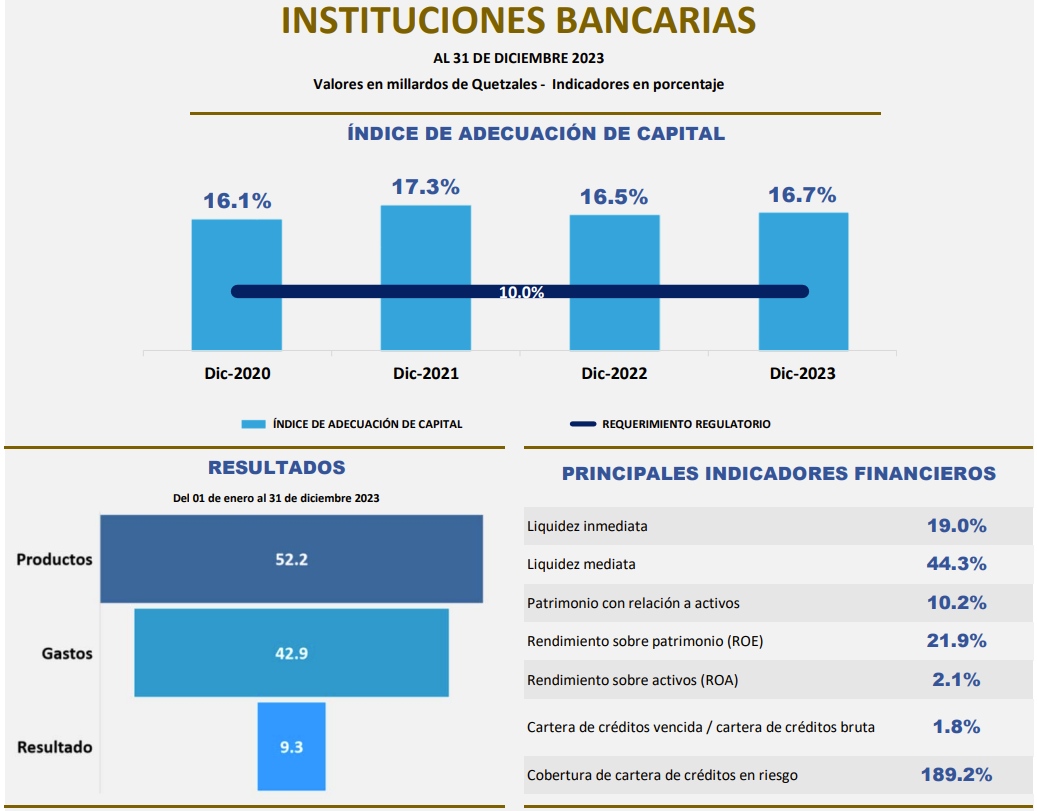 INSTITUCIONES BANCARIAS
AL 31 DE DICIEMBRE 2023
Valores en millardos de Quetzales - Indicadores en porcentaje
ÍNDICE DE ADECUACIÓN DE CAPITAL
16.1%
17.3%
16.5%
16.7%
10.0%
Dic-2020
Dic-2021
Dic-2022
Dic-2023
ÍNDICE DE ADECUACIÓN DE CAPITAL
REQUERIMIENTO REGULATORIO
RESULTADOS
Del 01 de enero al 31 de diciembre 2023
Productos
52.2
Gastos
42.9
Resultado
9.3
PRINCIPALES INDICADORES FINANCIEROS
Liquidez inmediata 19.0%
Liquidez mediata 44.3%
Patrimonio con relación a activos 10.2%
Rendimiento sobre patrimonio (ROE) 21.9%
Rendimiento sobre activos (ROA) 2.1%
Cartera de créditos vencida / cartera de créditos bruta 1.8%
Cobertura de cartera de créditos en riesgo 189.2%